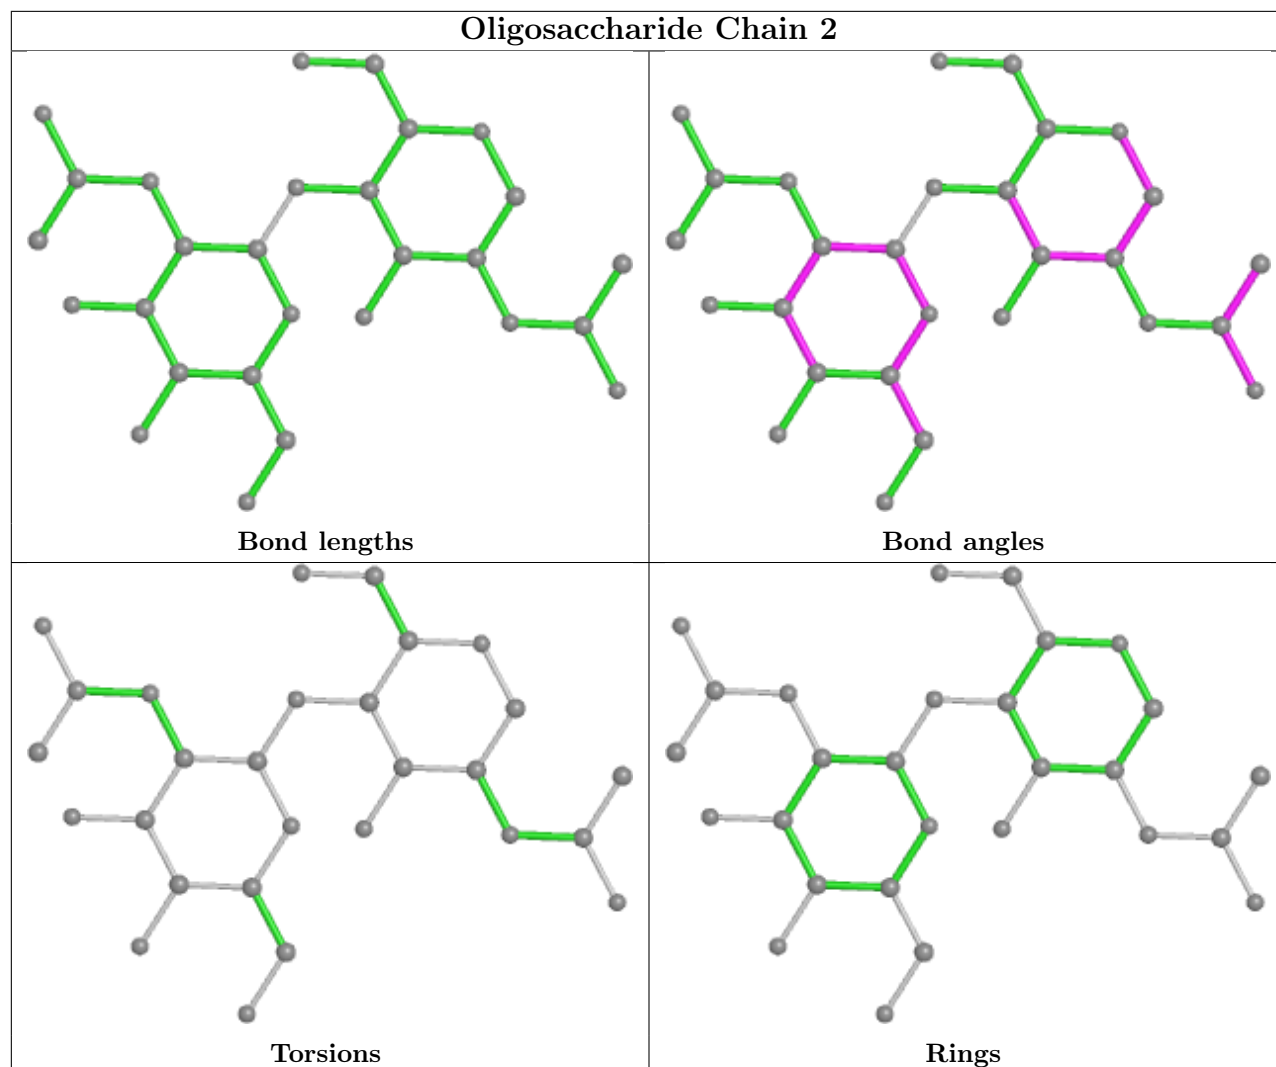 Oligosaccharide Chain 2
Bond lengths
Bond angles
Torsions
Rings